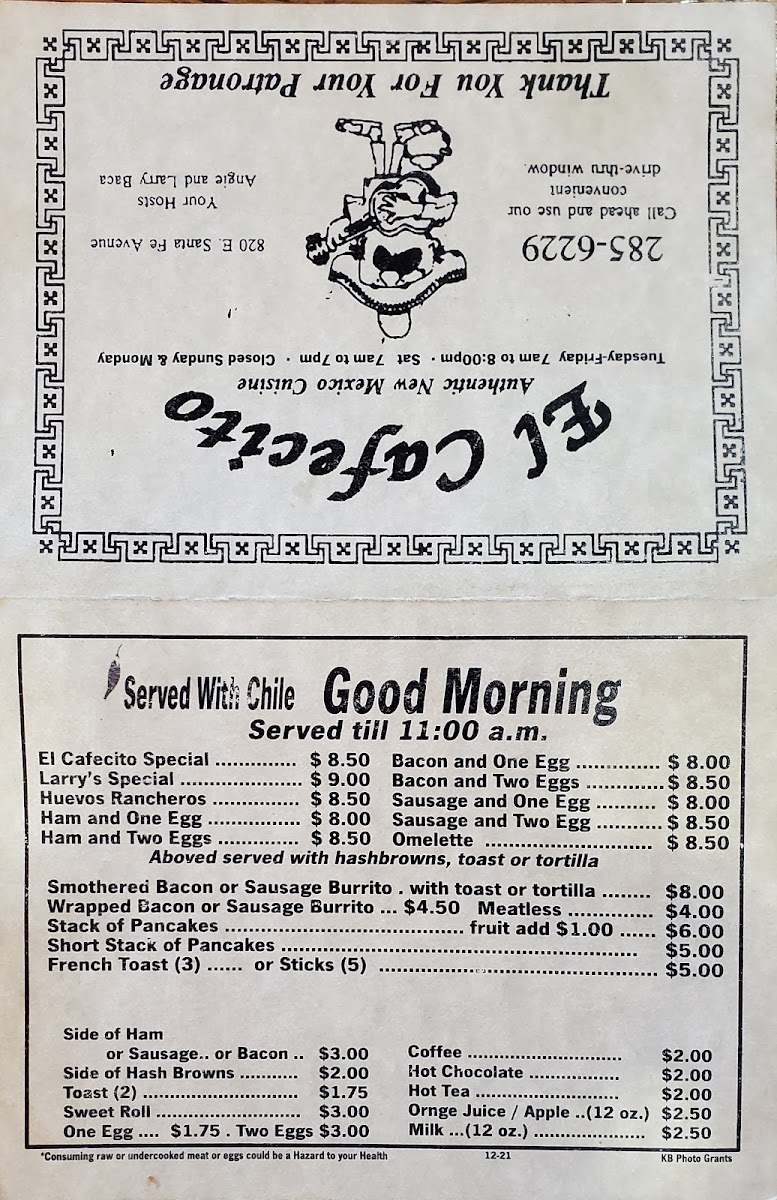 Thank You For Your Patronage
Your Hosts
Angie and Larry Baca
820 E. Santa Fe Avenue
Call ahead and use our
convenient
drive-thru window.
285-6229
Tuesday-Friday 7am to 8:00pm · Sat 7am to 7pm · Closed Sunday & Monday
Authentic New Mexico Cuisine
El Cafecito
Served With Chile Good Morning
Served till 11:00 a.m.
El Cafecito Special ............. $ 8.50 Bacon and One Egg ............. $ 8.00
Larry's Special .................... $ 9.00 Bacon and Two Eggs ............ $ 8.50
Huevos Rancheros .............. $ 8.50 Sausage and One Egg ......... $ 8.00
Ham and One Egg ............... $ 8.00 Sausage and Two Egg .......... $ 8.50
Ham and Two Eggs ............. $ 8.50 Omelette ........................... $ 8.50
Aboved served with hashbrowns, toast or tortilla
Smothered Bacon or Sausage Burrito . with toast or tortilla ........ $8.00
Wrapped Bacon or Sausage Burrito ... $4.50 Meatless .............. $4.00
Stack of Pancakes ....................................... fruit add $1.00 ...... $6.00
Short Stack of Pancakes .......................................................... $5.00
French Toast (3) ...... or Sticks (5) .............................................. $5.00
Side of Ham
or Sausage.. or Bacon .. $3.00 Coffee .......................... $2.00
Side of Hash Browns .......... $2.00 Hot Chocolate ............... $2.00
Toast (2) .......................... $1.75 Hot Tea ........................ $2.00
Sweet Roll ........................ $3.00 Ornge Juice / Apple ..(12 oz.) $2.50
One Egg .... $1.75 . Two Eggs $3.00 Milk ...(12 oz.) ................... $2.50
*Consuming raw or undercooked meat or eggs could be a Hazard to your Health 12-21 KB Photo Grants